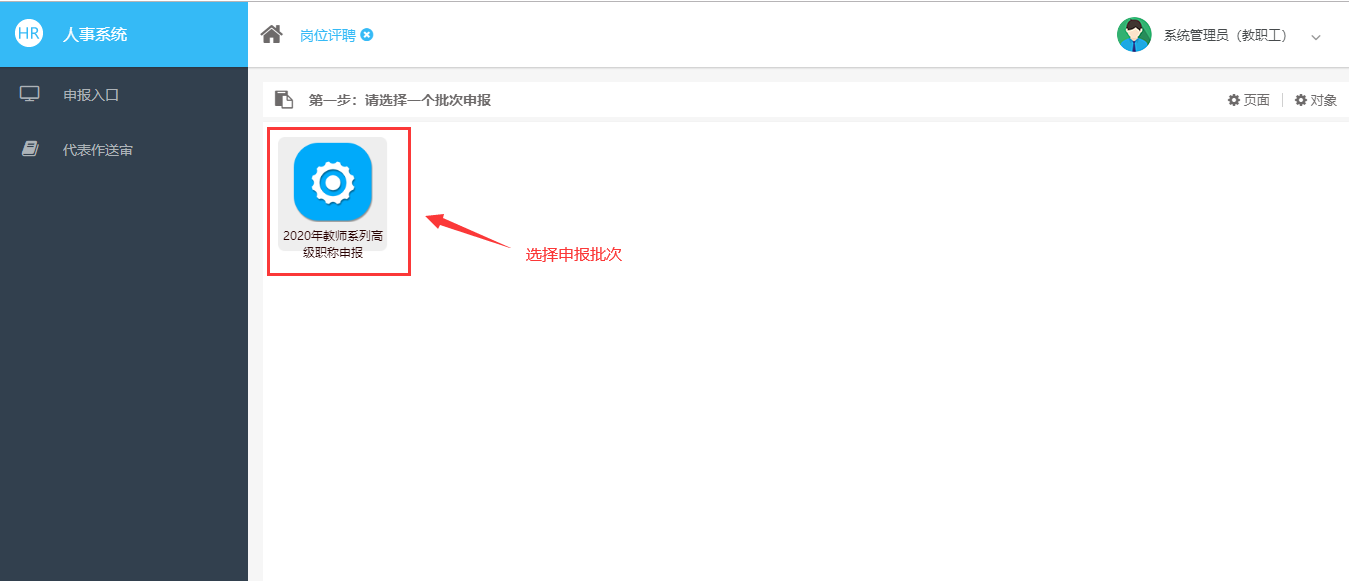 HR 人事系统
岗位评聘
系统管理员（教职工）
申报入口
代表作送审
第一步：请选择一个批次申报
页面
对象
2020年教师系列高
级职称申报
选择申报批次